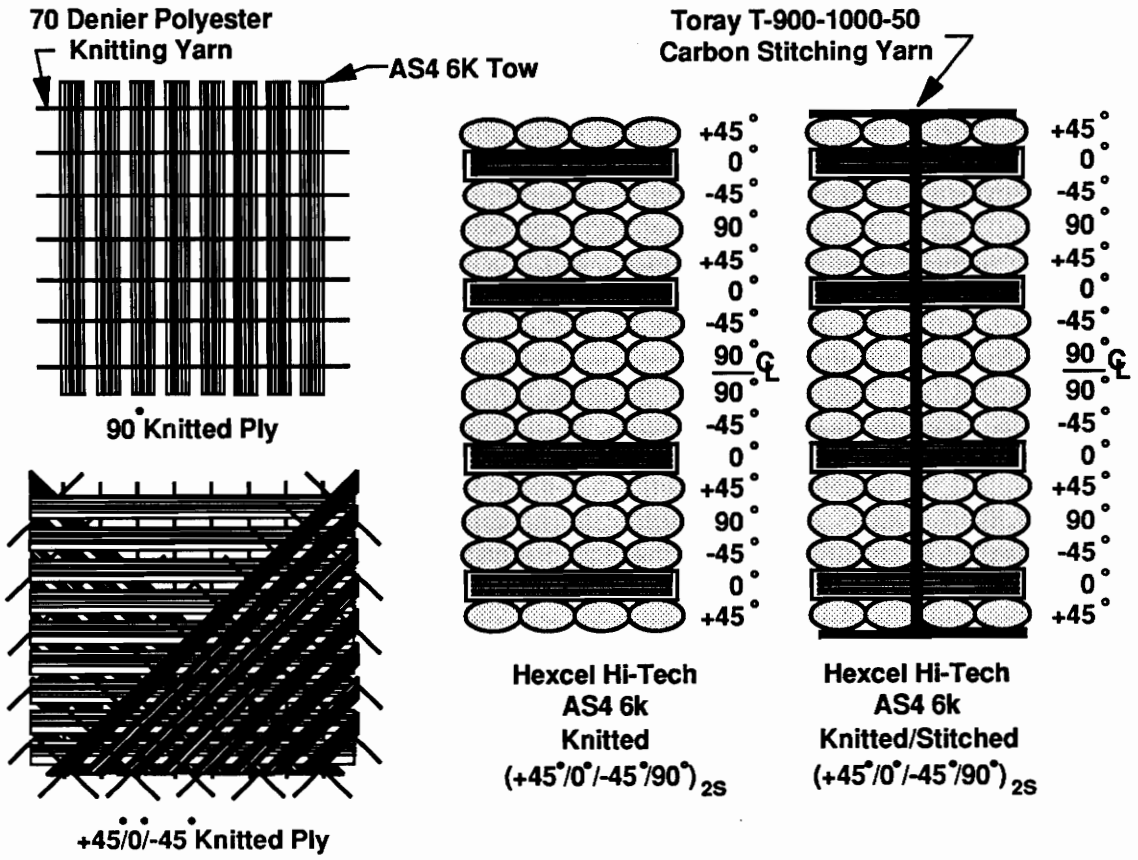 70 Denier Polyester
Knitting Yarn
AS4 6K Tow
90° Knitted Ply
+45°/0°/-45° Knitted Ply
+45°
0°
-45°
90°
+45°
0°
-45°
90° ℄
90°
-45°
0°
+45°
90°
-45°
0°
+45°
Hexcel Hi-Tech
AS4 6k
Knitted
(+45°/0°/-45°/90°)2S
Toray T-900-1000-50
Carbon Stitching Yarn
+45°
0°
-45°
90°
+45°
0°
-45°
90° ℄
90°
-45°
0°
+45°
90°
-45°
0°
+45°
Hexcel Hi-Tech
AS4 6k
Knitted/Stitched
(+45°/0°/-45°/90°)2S